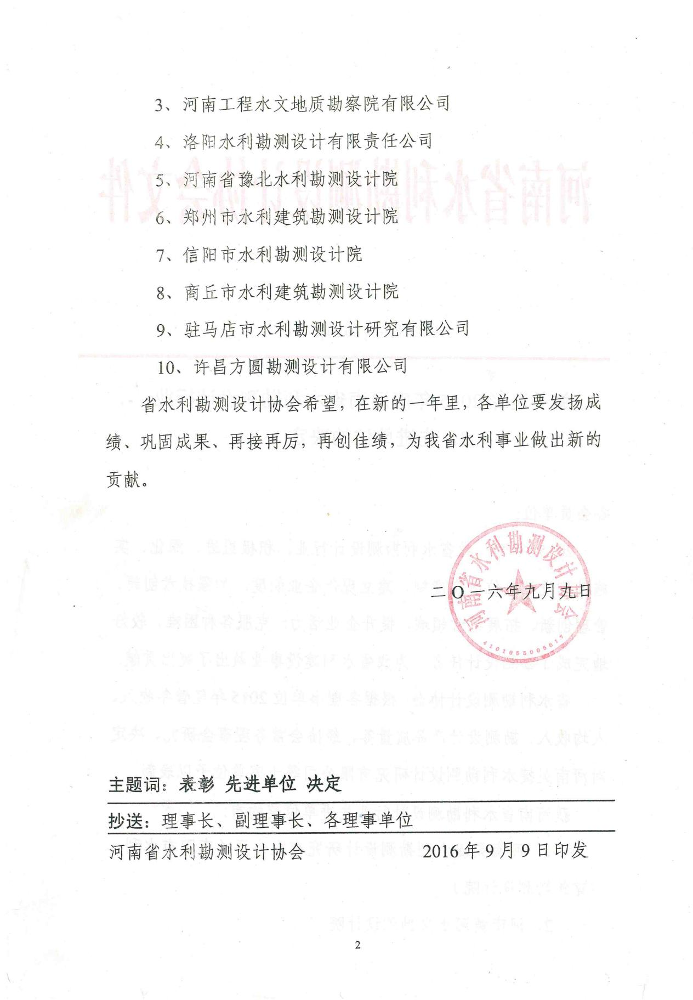 3、河南工程水文地质勘察院有限公司
4、洛阳水利勘测设计有限责任公司
5、河南省豫北水利勘测设计院
6、郑州市水利建筑勘测设计院
7、信阳市水利勘测设计院
8、商丘市水利建筑勘测设计院
9、驻马店市水利勘测设计研究有限公司
10、许昌方圆勘测设计有限公司
省水利勘测设计协会希望，在新的一年里，各单位要发扬成
绩、巩固成果、再接再厉，再创佳绩，为我省水利事业做出新的
贡献。
河南省水利勘测设计协会
二〇一六年九月九日
4101055005617
主题词：表彰 先进单位 决定
抄送：理事长、副理事长、各理事单位
河南省水利勘测设计协会 2016年9月9日印发
2